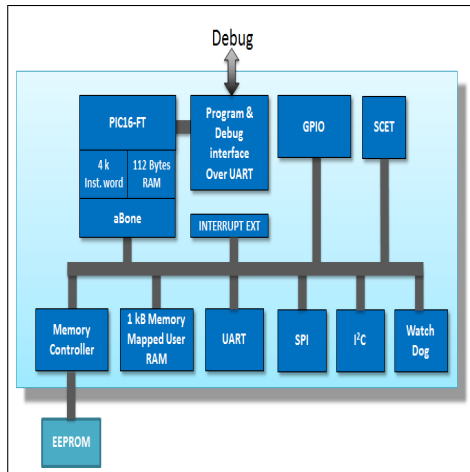 Debug
PIC16-FT
4 k
Inst. word
112 Bytes
RAM
aBone
Program &
Debug
interface
Over UART
GPIO
SCET
INTERRUPT EXT
Memory
Controller
1 kB Memory
Mapped User
RAM
UART
SPI
I²C
Watch
Dog
EEPROM